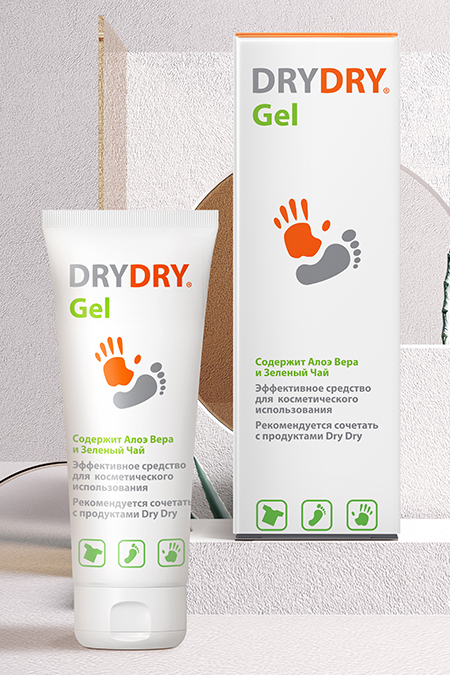 DRYDRY®
Gel
Содержит Алоэ Вера
и Зеленый Чай
Эффективное средство
для косметического
использования
Рекомендуется сочетать
с продуктами Dry Dry
DRYDRY®
Gel
Содержит Алоэ Вера
и Зеленый Чай
Эффективное средство
для косметического
использования
Рекомендуется сочетать
с продуктами Dry Dry